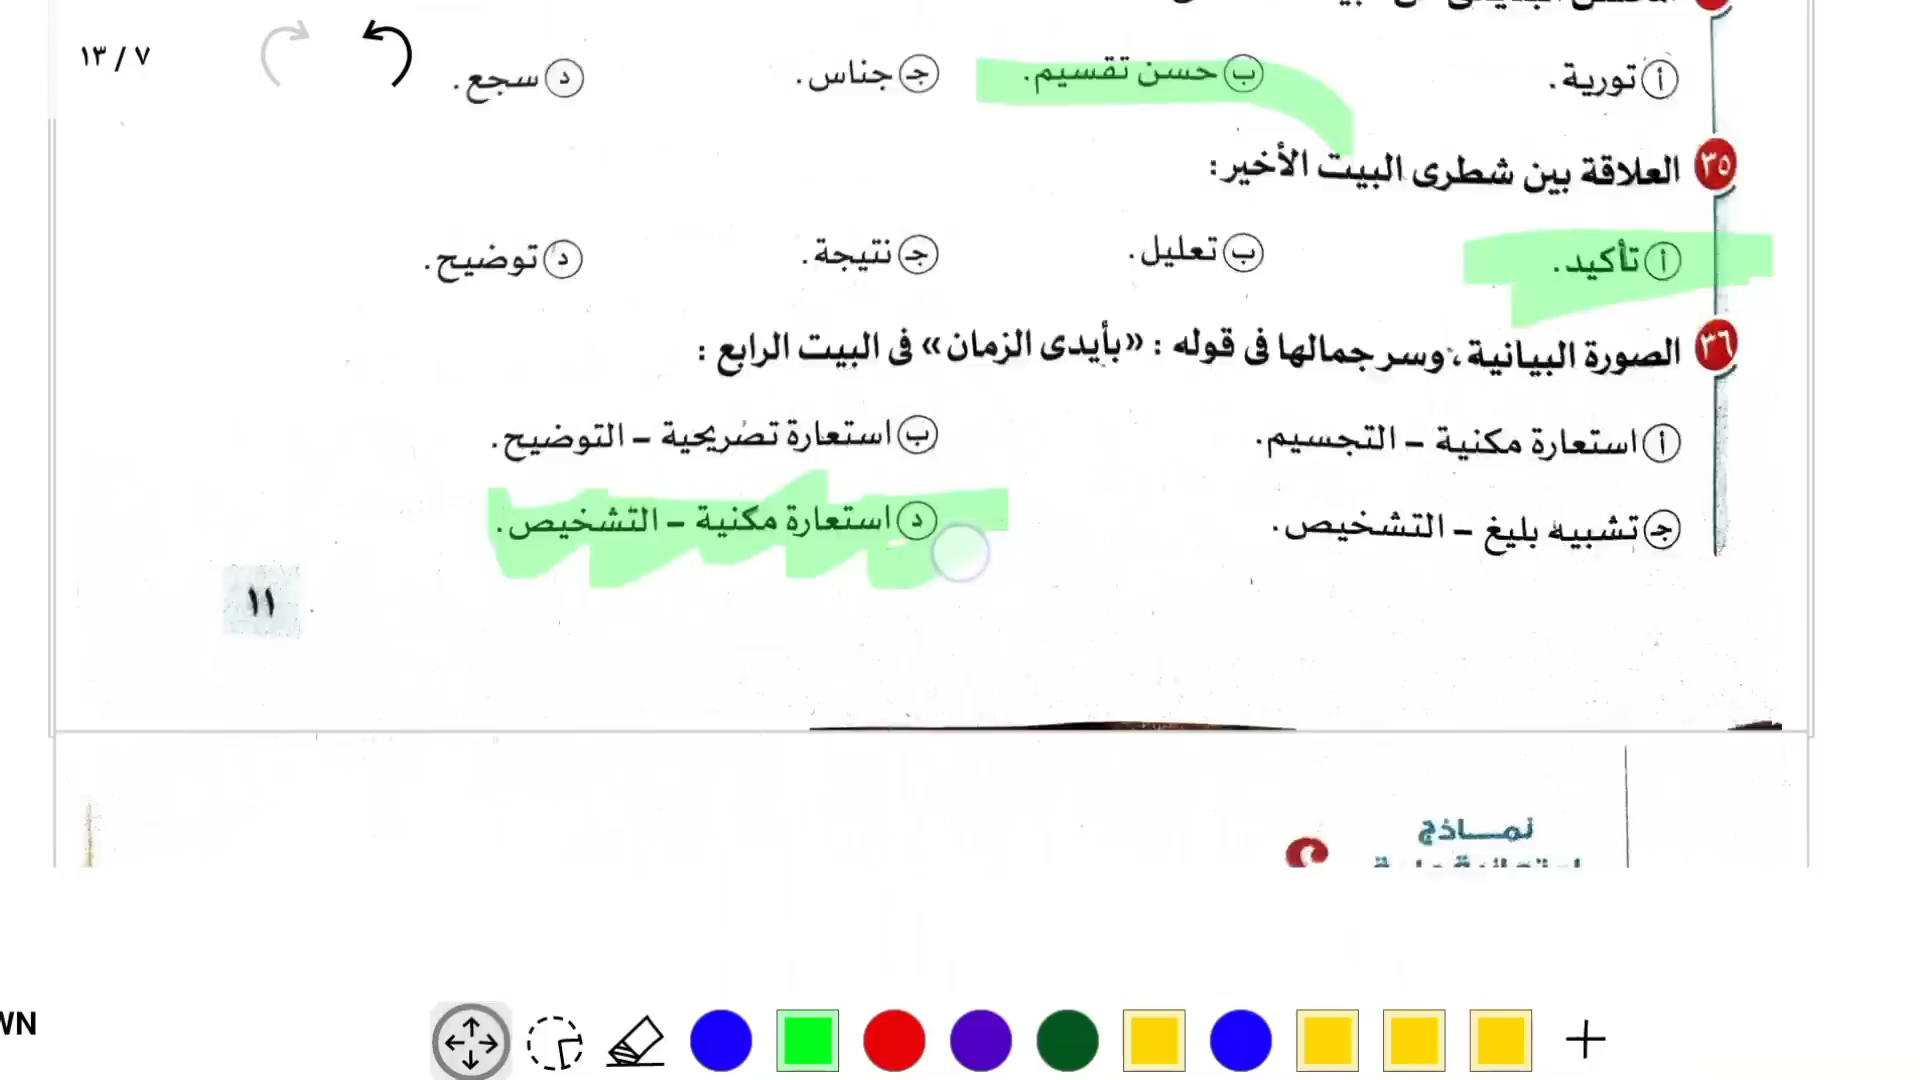 ١٣ / ٧
أ تورية. ب حسن تقسيم. ج جناس. د سجع.
٣٥ العلاقة بين شطرى البيت الأخير:
أ تأكيد. ب تعليل. ج نتيجة. د توضيح.
٣٦ الصورة البيانية، وسر جمالها فى قوله : «بأيدى الزمان» فى البيت الرابع :
أ استعارة مكنية – التجسيم. ب استعارة تصريحية – التوضيح.
ج تشبيه بليغ – التشخيص. د استعارة مكنية – التشخيص.
١١
نمـــاذج
WN